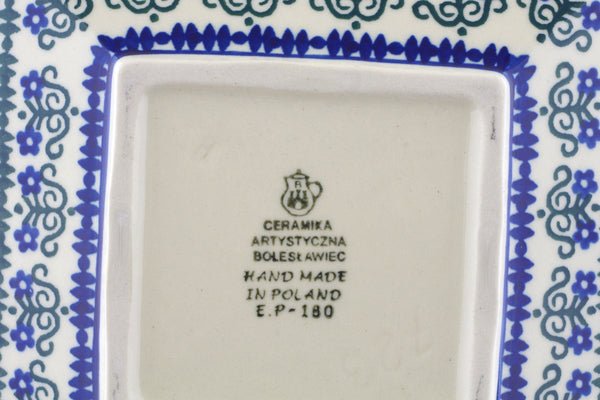 CERAMIKA
ARTYSTYCZNA
BOLESŁAWIEC
HAND MADE
IN POLAND
E.P-180